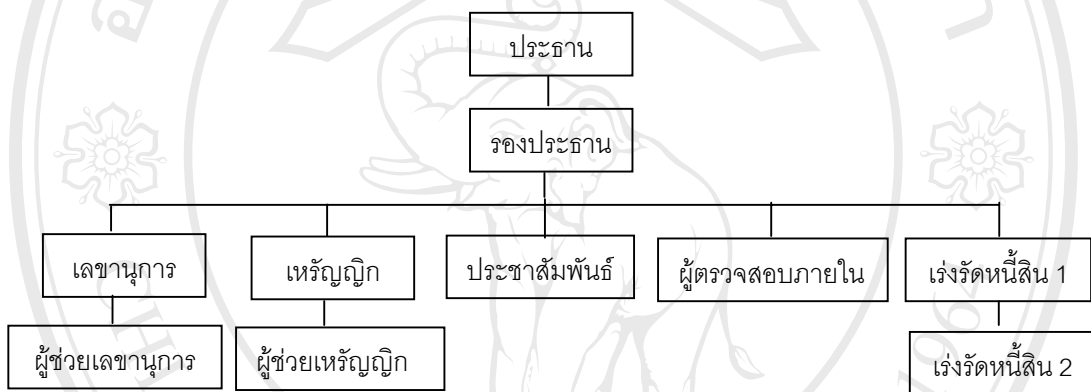 ประธาน
รองประธาน
เลขานุการ
เหรัญญิก
ประชาสัมพันธ์
ผู้ตรวจสอบภายใน
เร่งรัดหนี้สิน 1
ผู้ช่วยเลขานุการ
ผู้ช่วยเหรัญญิก
เร่งรัดหนี้สิน 2